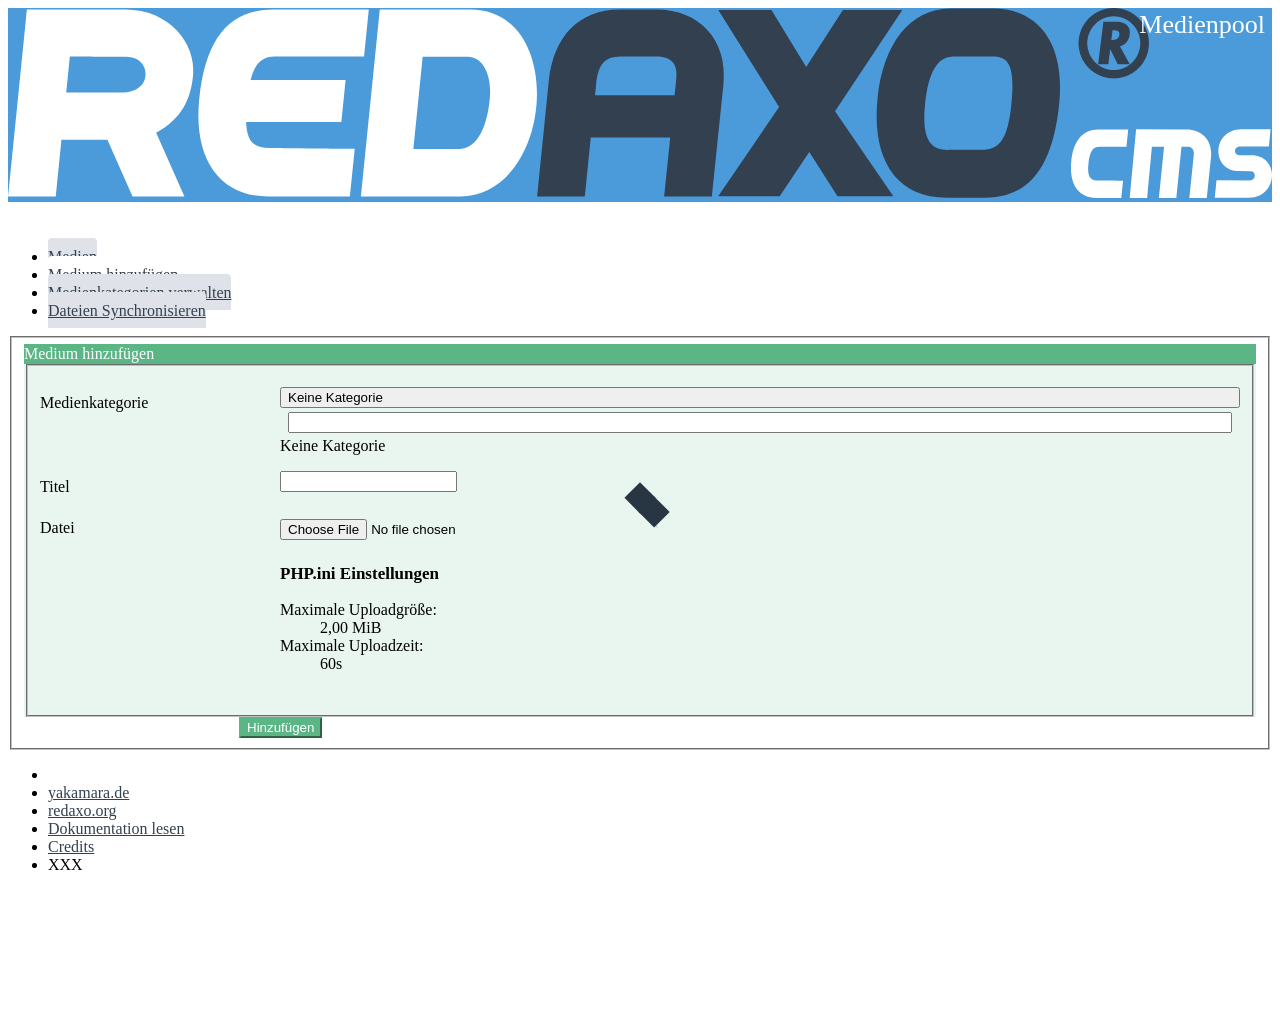 REDAXO® cms
Medienpool
Medien
Medium hinzufügen
Medienkategorien verwalten
Dateien Synchronisieren
Medium hinzufügen
Medienkategorie
Keine Kategorie
Keine Kategorie
Titel
Datei
Choose File No file chosen
PHP.ini Einstellungen
Maximale Uploadgröße:
2,00 MiB
Maximale Uploadzeit:
60s
Hinzufügen
yakamara.de
redaxo.org
Dokumentation lesen
Credits
XXX